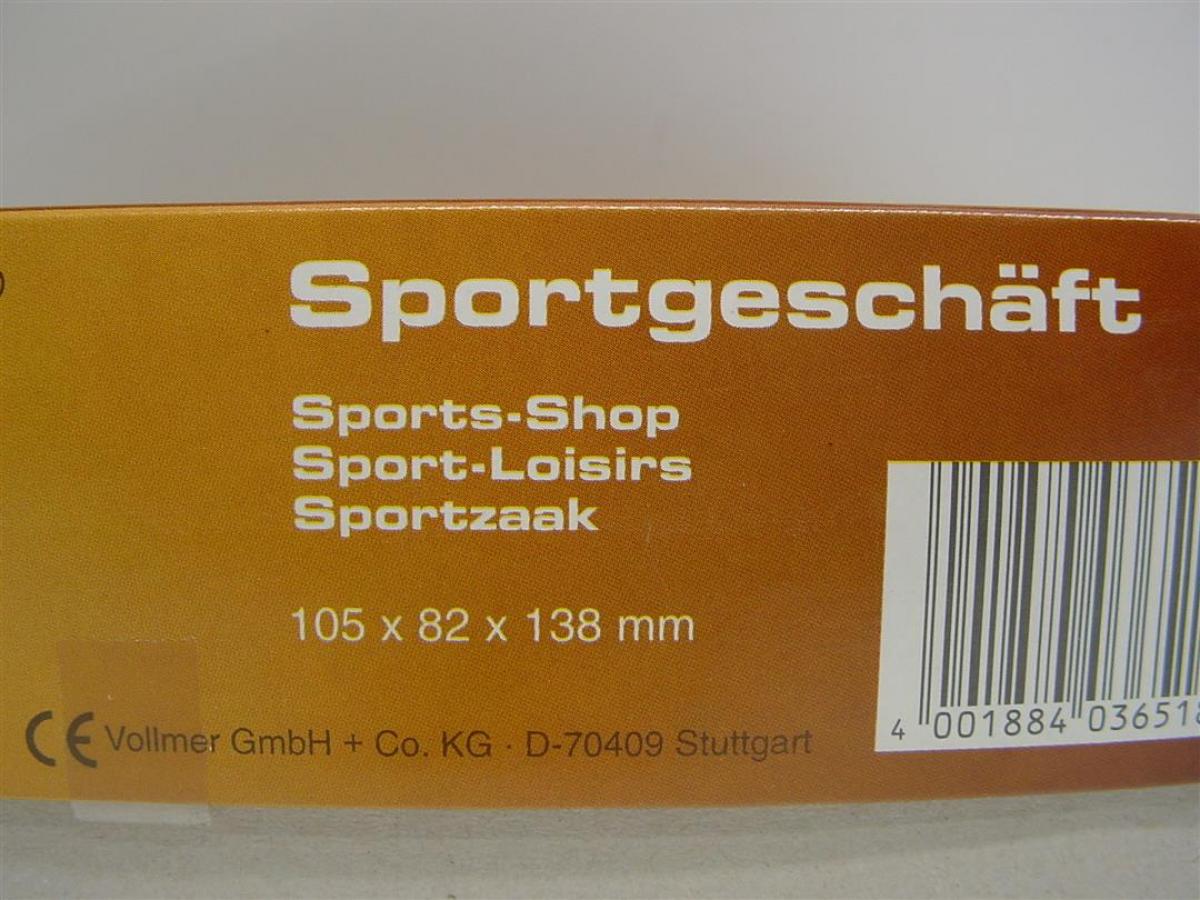 Sportgeschäft
Sports-Shop
Sport-Loisirs
Sportzaak
105 x 82 x 138 mm
CE Vollmer GmbH + Co. KG · D-70409 Stuttgart
4 001884 036518